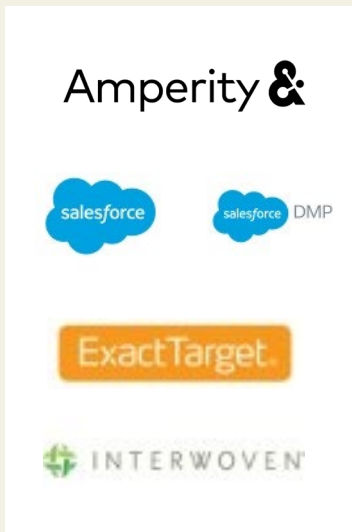 Amperity &
salesforce
salesforce DMP
ExactTarget.
INTERWOVEN